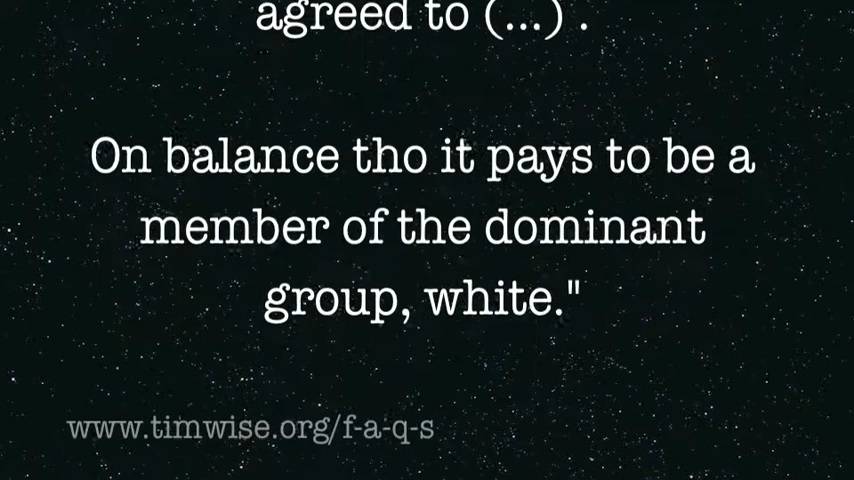 agreed to (...) .
On balance tho it pays to be a
member of the dominant
group, white."
www.timwise.org/f-a-q-s